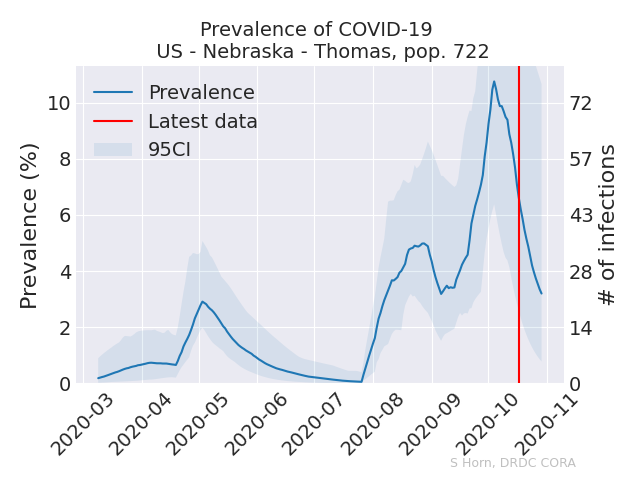 Prevalence of COVID-19
US - Nebraska - Thomas, pop. 722
Prevalence
Latest data
95CI
Prevalence (%)
10
8
6
4
2
0
72
57
43
28
14
0
# of infections
2020-03
2020-04
2020-05
2020-06
2020-07
2020-08
2020-09
2020-10
2020-11
S Horn, DRDC CORA